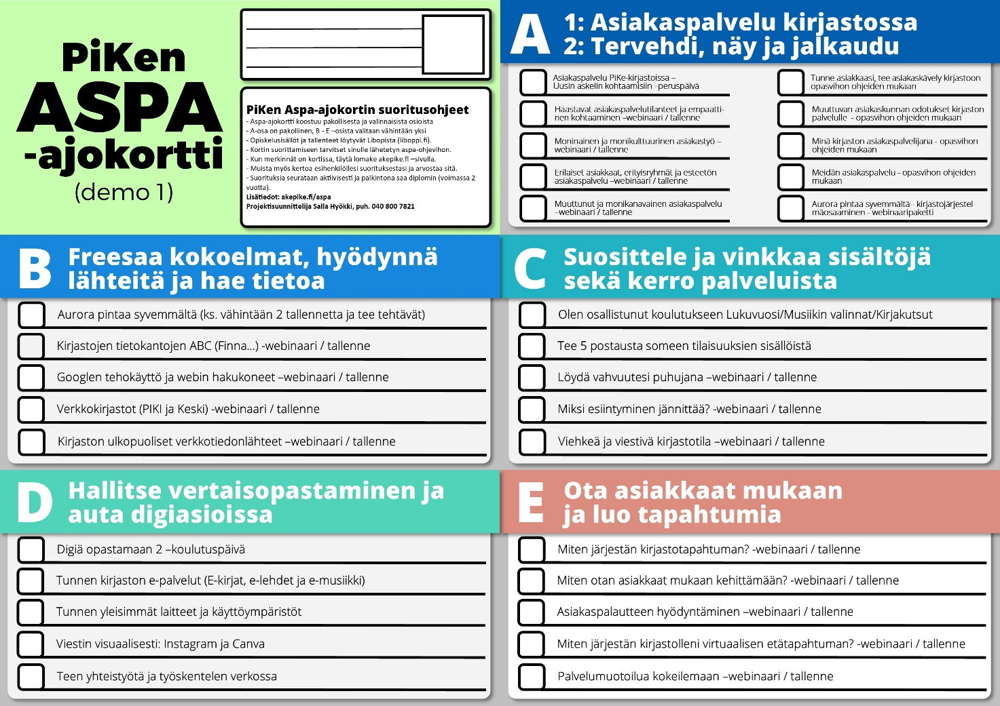 PiKen
ASPA
-ajokortti
(demo 1)
PiKen Aspa-ajokortin suoritusohjeet
- Aspa-ajokortti koostuu pakollisesta ja valinnaisista osioista
- A-osa on pakollinen, B - E –osista valitaan vähintään yksi
- Opiskelusisällöt ja tallenteet löytyvät Libopista (liboppi.fi).
- Kortin suorittamiseen tarvitset sinulle lähetetyn aspa-ohjevihon.
- Kun merkinnät on kortissa, täytä lomake akepike.fi –sivulla.
- Muista myös kertoa esihenkilöllesi suorituksestasi ja arvostaa sitä.
- Suorituksia seurataan aktiivisesti ja palkintona saa diplomin (voimassa 2
vuotta).
Lisätiedot: akepike.fi/aspa
Projektisuunnittelija Salla Hyökki, puh. 040 800 7821
A
1: Asiakaspalvelu kirjastossa
2: Tervehdi, näy ja jalkaudu
Asiakaspalvelu PiKe-kirjastoissa –
Uusin askelin kohtaamisiin –peruspäivä
Haastavat asiakaspalvelutilanteet ja empaatti-
nen kohtaaminen –webinaari / tallenne
Moninainen ja monikulttuurinen asiakastyö –
webinaari / tallenne
Erilaiset asiakkaat, erityisryhmät ja esteetön
asiakaspalvelu –webinaari / tallenne
Muuttunut ja monikanavainen asiakaspalvelu
–webinaari / tallenne
Tunne asiakkaasi, tee asiakaskävely kirjastoon
opasvihon ohjeiden mukaan
Muuttuvan asiakaskunnan odotukset kirjaston
palvelulle - opasvihon ohjeiden mukaan
Minä kirjaston asiakaspalvelijana - opasvihon
ohjeiden mukaan
Meidän asiakaspalvelu - opasvihon ohjeiden
mukaan
Aurora pintaa syvemmältä - kirjastojärjestel-
mäosaaminen - webinaaripaketti
B
Freesaa kokoelmat, hyödynnä
lähteitä ja hae tietoa
Aurora pintaa syvemmältä (ks. vähintään 2 tallennetta ja tee tehtävät)
Kirjastojen tietokantojen ABC (Finna...) -webinaari / tallenne
Googlen tehokäyttö ja webin hakukoneet –webinaari / tallenne
Verkkokirjastot (PIKI ja Keski) -webinaari / tallenne
Kirjaston ulkopuoliset verkkotiedonlähteet –webinaari / tallenne
C
Suosittele ja vinkkaa sisältöjä
sekä kerro palveluista
Olen osallistunut koulutukseen Lukuvuosi/Musiikin valinnat/Kirjakutsut
Tee 5 postausta someen tilaisuuksien sisällöistä
Löydä vahvuutesi puhujana –webinaari / tallenne
Miksi esiintyminen jännittää? -webinaari / tallenne
Viehkeä ja viestivä kirjastotila –webinaari / tallenne
D
Hallitse vertaisopastaminen ja
auta digiasioissa
Digiä opastamaan 2 –koulutuspäivä
Tunnen kirjaston e-palvelut (E-kirjat, e-lehdet ja e-musiikki)
Tunnen yleisimmät laitteet ja käyttöympäristöt
Viestin visuaalisesti: Instagram ja Canva
Teen yhteistyötä ja työskentelen verkossa
E
Ota asiakkaat mukaan
ja luo tapahtumia
Miten järjestän kirjastotapahtuman? -webinaari / tallenne
Miten otan asiakkaat mukaan kehittämään? -webinaari / tallenne
Asiakaspalautteen hyödyntäminen –webinaari / tallenne
Miten järjestän kirjastolleni virtuaalisen etätapahtuman? -webinaari / tallenne
Palvelumuotoilua kokeilemaan –webinaari / tallenne